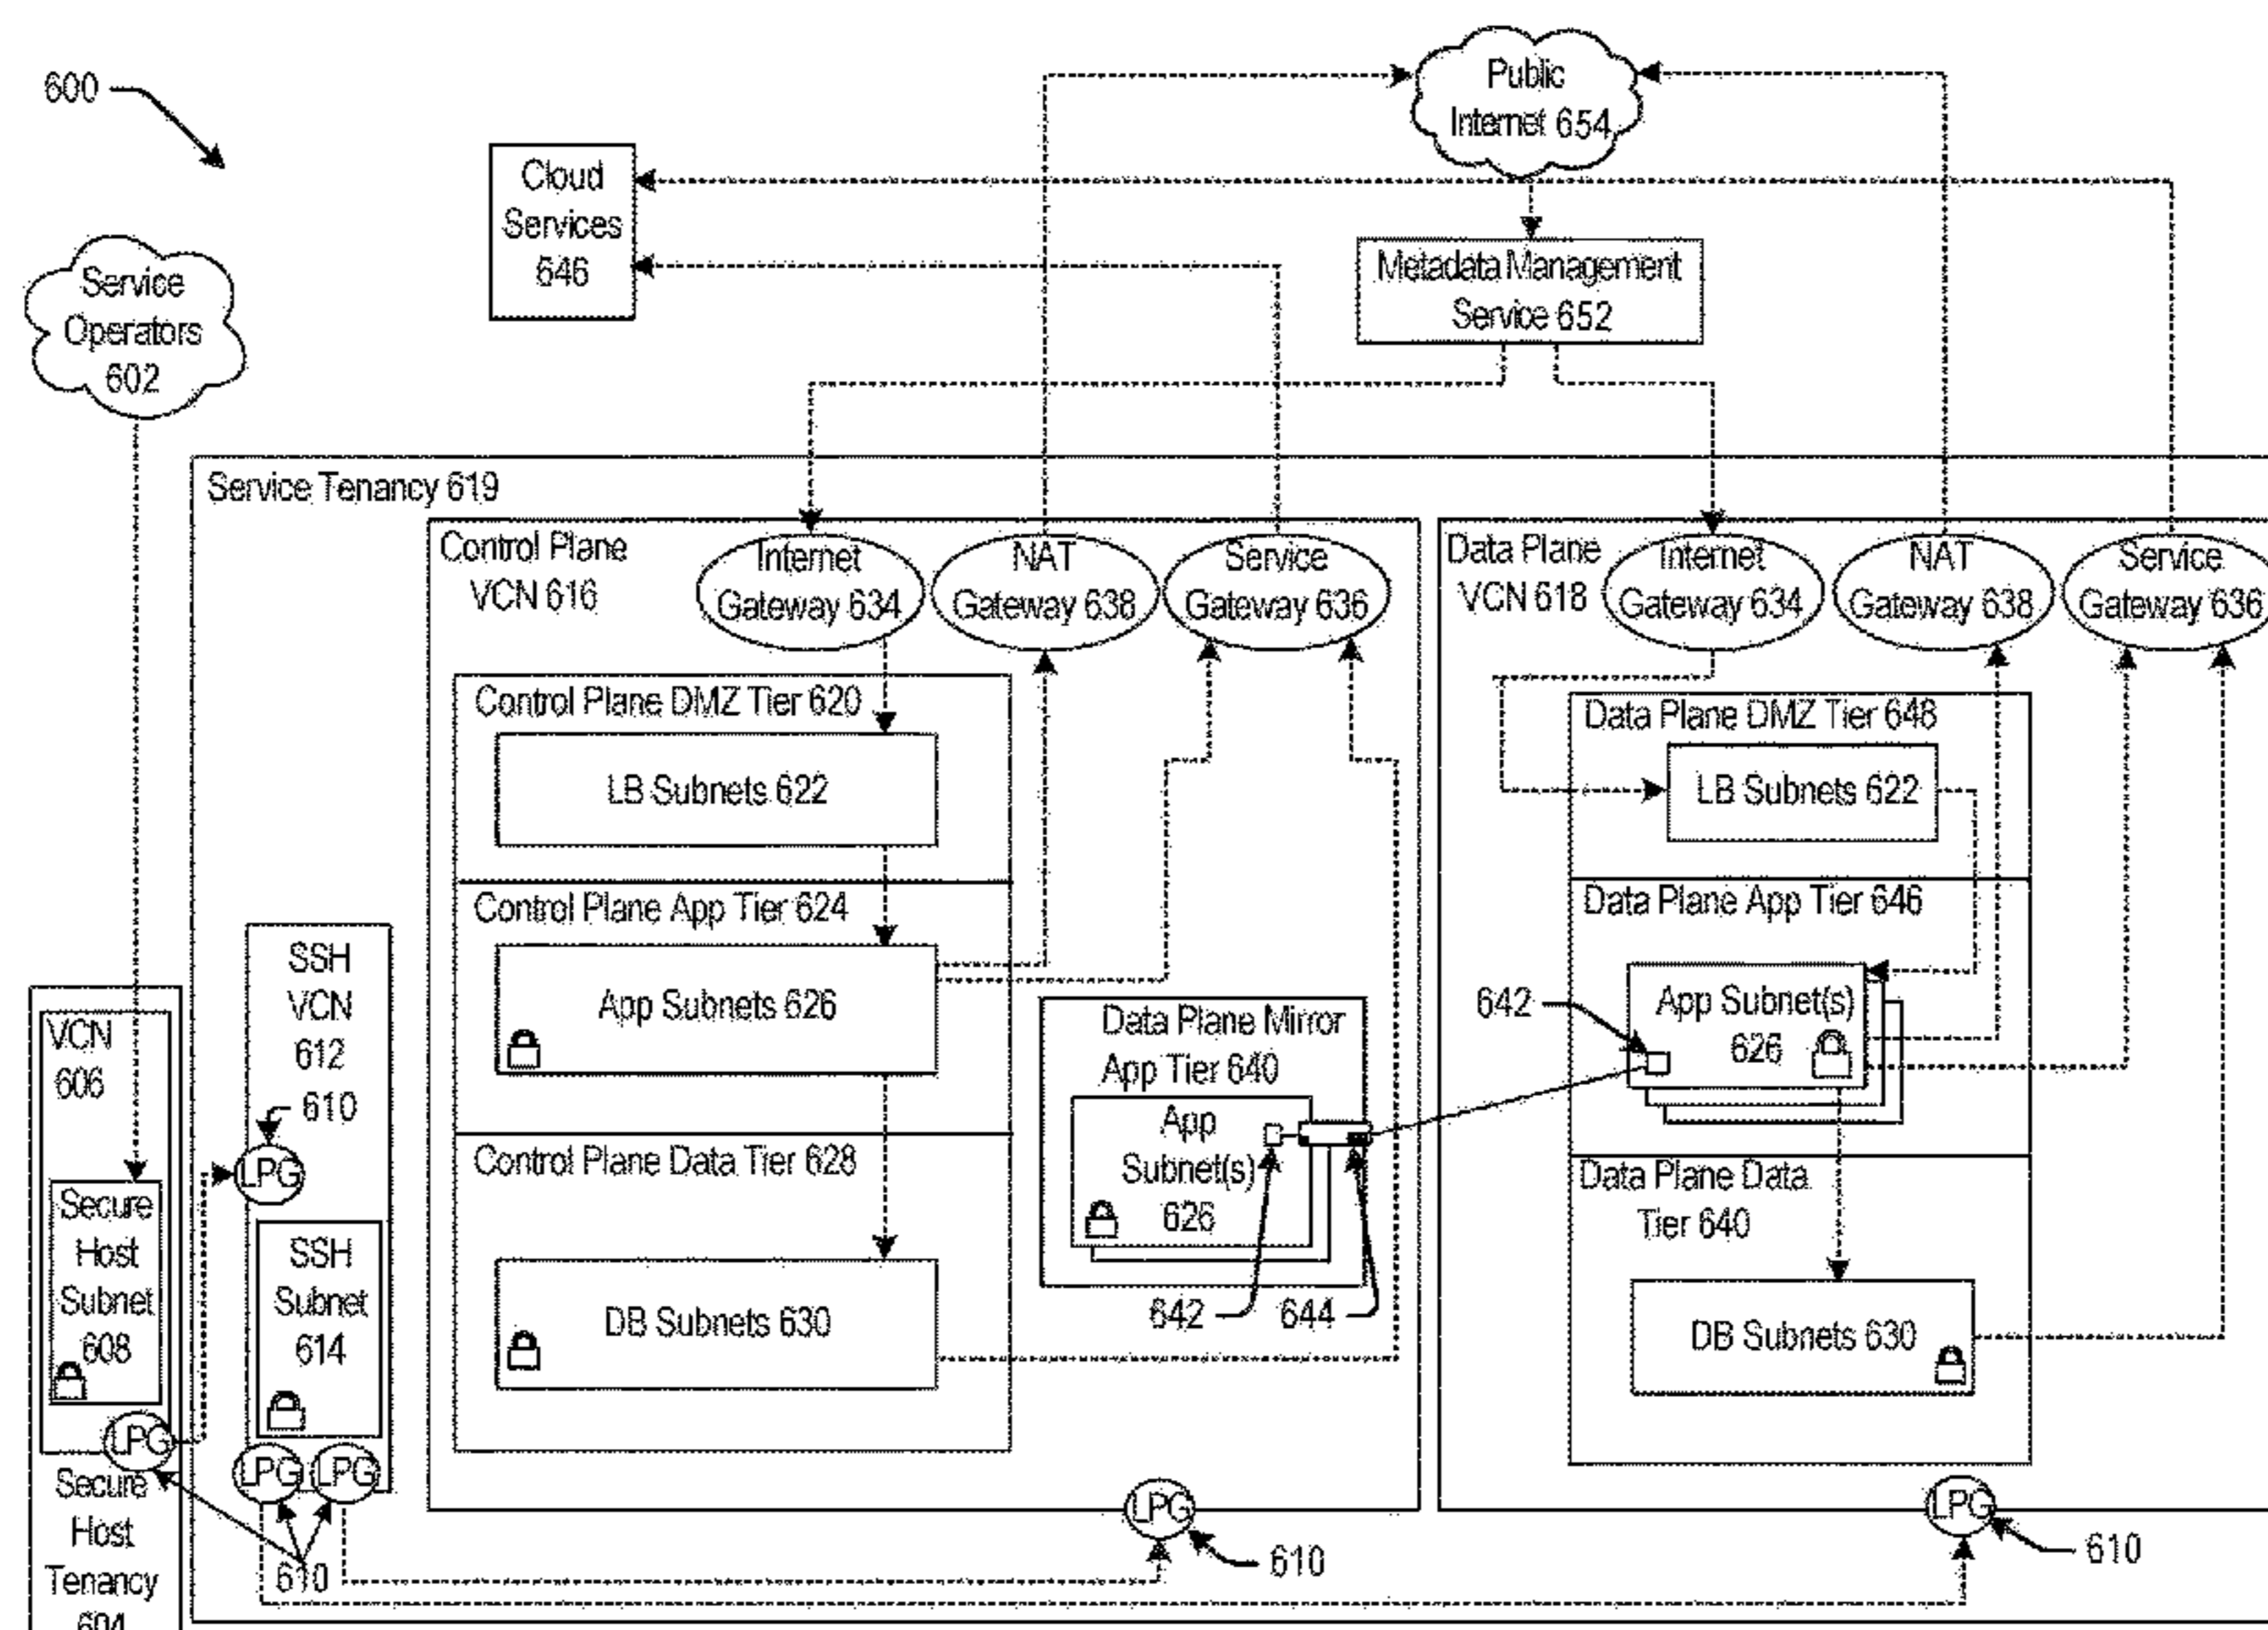 600
Public
Internet 654
Cloud
Services
646
Metadata Management
Service 652
Service
Operators
602
Service Tenancy 619
Control Plane
VCN 616
Internet
Gateway 634
NAT
Gateway 638
Service
Gateway 636
Data Plane
VCN 618
Internet
Gateway 634
NAT
Gateway 638
Service
Gateway 636
Control Plane DMZ Tier 620
LB Subnets 622
Control Plane App Tier 624
App Subnets 626
Control Plane Data Tier 628
DB Subnets 630
Data Plane Mirror
App Tier 640
App
Subnet(s)
626
642
644
Data Plane DMZ Tier 648
LB Subnets 622
Data Plane App Tier 646
642
App Subnet(s)
626
Data Plane Data
Tier 640
DB Subnets 630
SSH
VCN
612
610
LPG
SSH
Subnet
614
LPG
LPG
VCN
606
Secure
Host
Subnet
608
LPG
Secure
Host
Tenancy
604
610
LPG
610
LPG
610